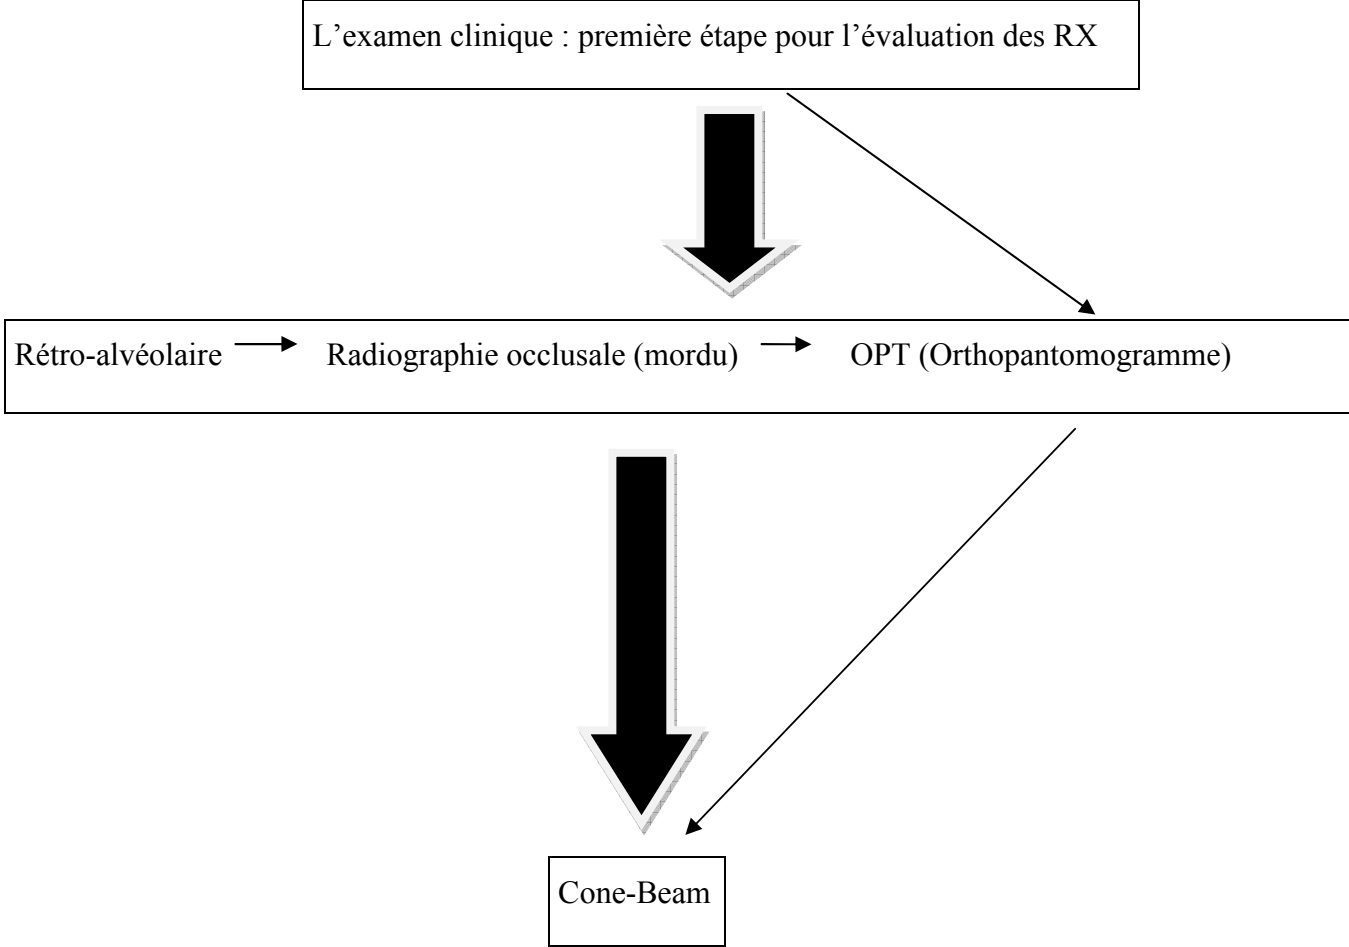 L’examen clinique : première étape pour l’évaluation des RX
Rétro-alvéolaire Radiographie occlusale (mordu) OPT (Orthopantomogramme)
Cone-Beam